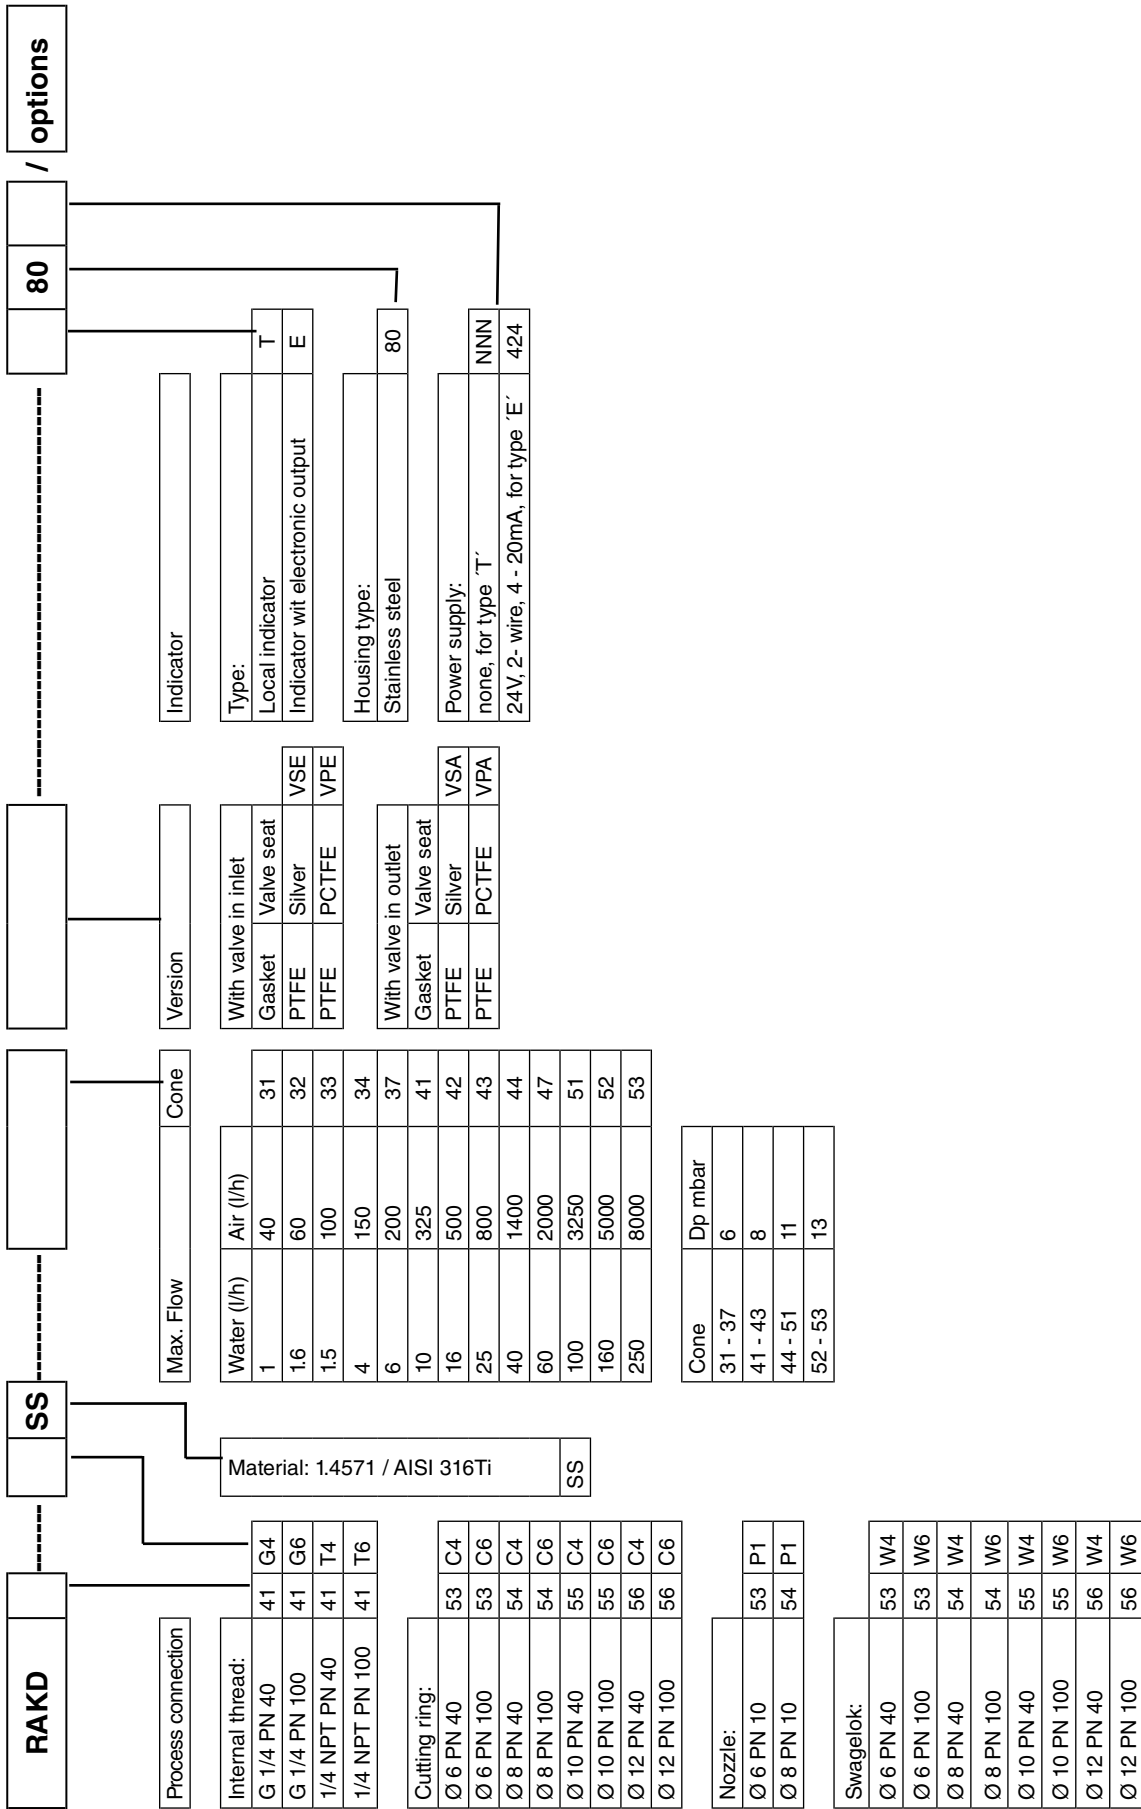 RAKD SS 80 / options
Process connection
Internal thread:
G 1/4 PN 40 41 G4
G 1/4 PN 100 41 G6
1/4 NPT PN 40 41 T4
1/4 NPT PN 100 41 T6
Cutting ring:
Ø 6 PN 40 53 C4
Ø 6 PN 100 53 C6
Ø 8 PN 40 54 C4
Ø 8 PN 100 54 C6
Ø 10 PN 40 55 C4
Ø 10 PN 100 55 C6
Ø 12 PN 40 56 C4
Ø 12 PN 100 56 C6
Nozzle:
Ø 6 PN 10 53 P1
Ø 8 PN 10 54 P1
Swagelok:
Ø 6 PN 40 53 W4
Ø 6 PN 100 53 W6
Ø 8 PN 40 54 W4
Ø 8 PN 100 54 W6
Ø 10 PN 40 55 W4
Ø 10 PN 100 55 W6
Ø 12 PN 40 56 W4
Ø 12 PN 100 56 W6
Material: 1.4571 / AISI 316Ti SS
Max. Flow Cone
Water (l/h) Air (l/h)
1 40 31
1.6 60 32
1.5 100 33
4 150 34
6 200 37
10 325 41
16 500 42
25 800 43
40 1400 44
60 2000 47
100 3250 51
160 5000 52
250 8000 53
Cone Dp mbar
31 - 37 6
41 - 43 8
44 - 51 11
52 - 53 13
Version
With valve in inlet
Gasket Valve seat
PTFE Silver VSE
PTFE PCTFE VPE
With valve in outlet
Gasket Valve seat
PTFE Silver VSA
PTFE PCTFE VPA
Indicator
Type:
Local indicator T
Indicator wit electronic output E
Housing type:
Stainless steel 80
Power supply:
none, for type ´T´ NNN
24V, 2- wire, 4 - 20mA, for type ´E´ 424